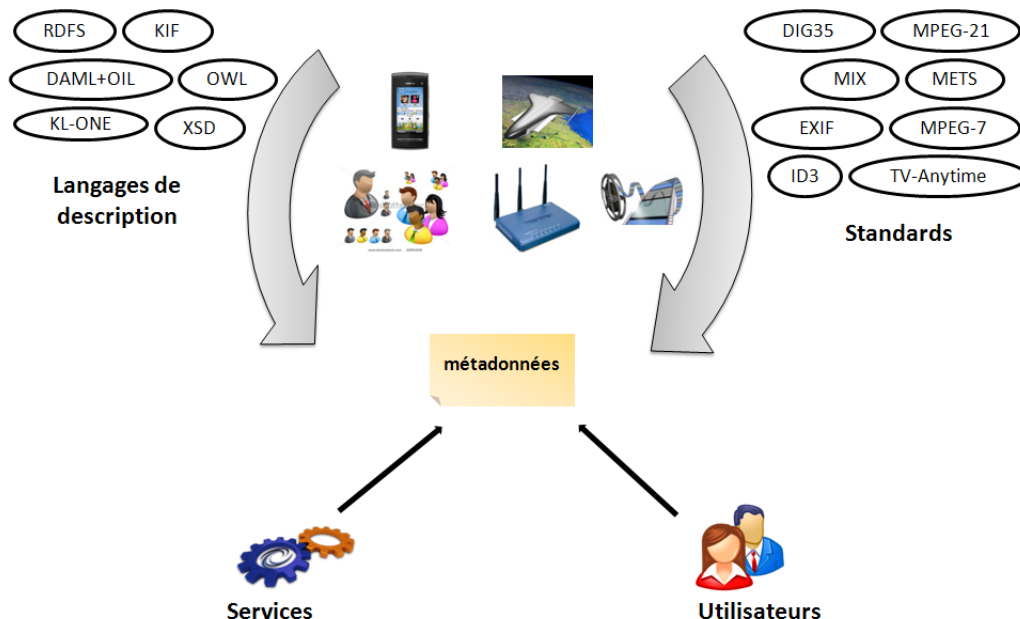 RDFS
KIF
DAML+OIL
OWL
KL-ONE
XSD
Langages de
description
DIG35
MPEG-21
MIX
METS
EXIF
MPEG-7
ID3
TV-Anytime
Standards
métadonnées
Services
Utilisateurs